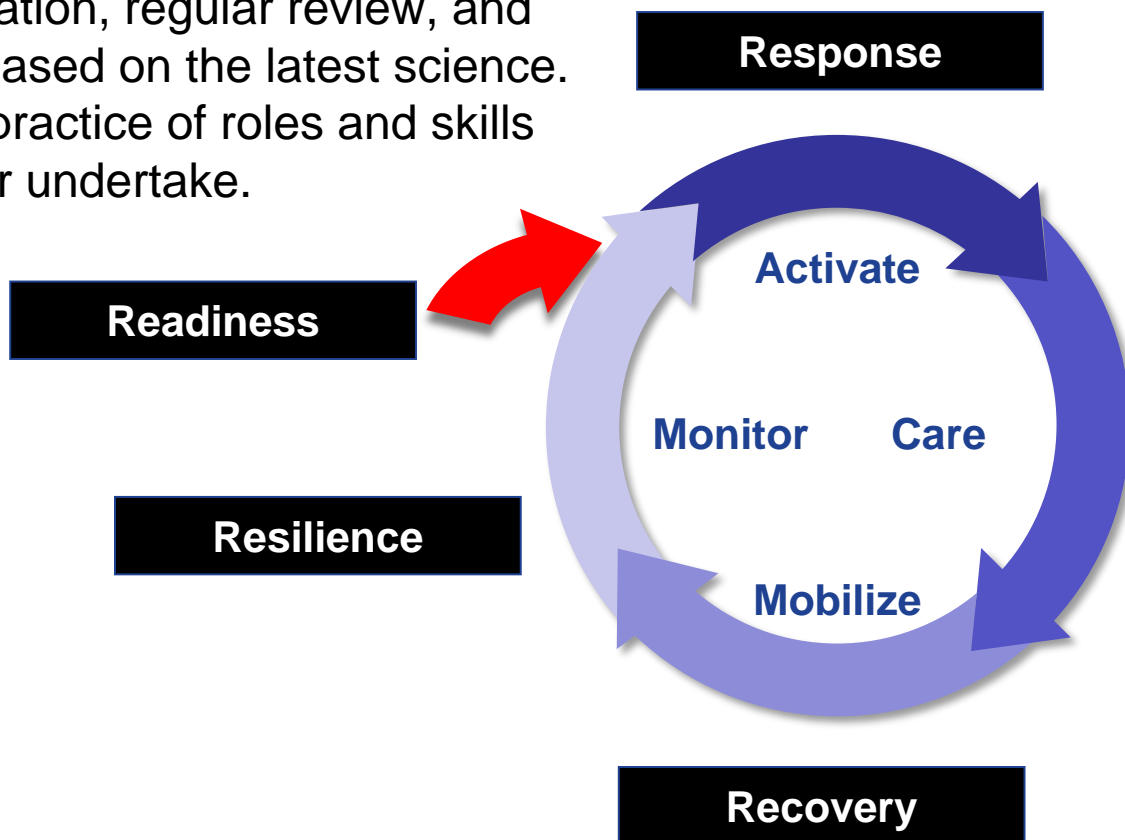 ation, regular review, and
ased on the latest science.
practice of roles and skills
r undertake.
Response
Readiness
Activate
Monitor Care
Resilience
Mobilize
Recovery